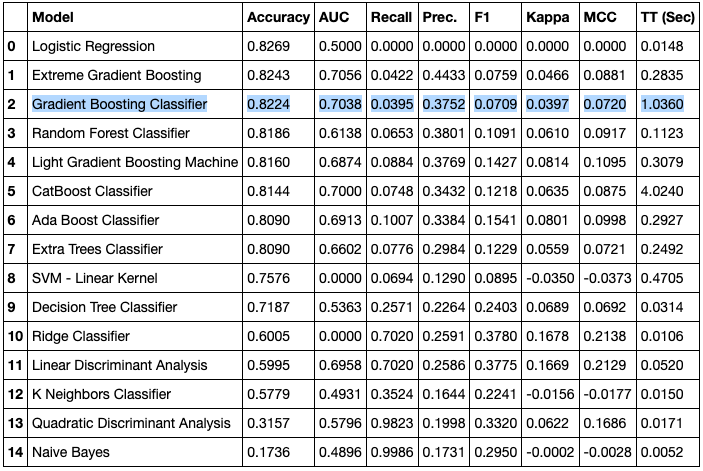 Model Accuracy AUC Recall Prec. F1 Kappa MCC TT (Sec)
0 Logistic Regression 0.8269 0.5000 0.0000 0.0000 0.0000 0.0000 0.0000 0.0148
1 Extreme Gradient Boosting 0.8243 0.7056 0.0422 0.4433 0.0759 0.0466 0.0881 0.2835
2 Gradient Boosting Classifier 0.8224 0.7038 0.0395 0.3752 0.0709 0.0397 0.0720 1.0360
3 Random Forest Classifier 0.8186 0.6138 0.0653 0.3801 0.1091 0.0610 0.0917 0.1123
4 Light Gradient Boosting Machine 0.8160 0.6874 0.0884 0.3769 0.1427 0.0814 0.1095 0.3079
5 CatBoost Classifier 0.8144 0.7000 0.0748 0.3432 0.1218 0.0635 0.0875 4.0240
6 Ada Boost Classifier 0.8090 0.6913 0.1007 0.3384 0.1541 0.0801 0.0998 0.2927
7 Extra Trees Classifier 0.8090 0.6602 0.0776 0.2984 0.1229 0.0559 0.0721 0.2492
8 SVM - Linear Kernel 0.7576 0.0000 0.0694 0.1290 0.0895 -0.0350 -0.0373 0.4705
9 Decision Tree Classifier 0.7187 0.5363 0.2571 0.2264 0.2403 0.0689 0.0692 0.0314
10 Ridge Classifier 0.6005 0.0000 0.7020 0.2591 0.3780 0.1678 0.2138 0.0106
11 Linear Discriminant Analysis 0.5995 0.6958 0.7020 0.2586 0.3775 0.1669 0.2129 0.0520
12 K Neighbors Classifier 0.5779 0.4931 0.3524 0.1644 0.2241 -0.0156 -0.0177 0.0150
13 Quadratic Discriminant Analysis 0.3157 0.5796 0.9823 0.1998 0.3320 0.0622 0.1686 0.0171
14 Naive Bayes 0.1736 0.4896 0.9986 0.1731 0.2950 -0.0002 -0.0028 0.0052